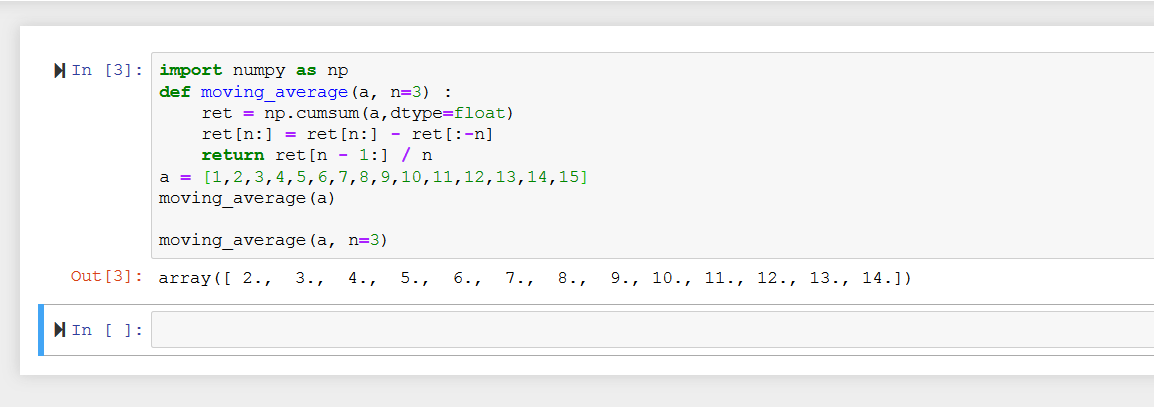 In [3]: import numpy as np
def moving_average(a, n=3) :
    ret = np.cumsum(a,dtype=float)
    ret[n:] = ret[n:] - ret[:-n]
    return ret[n - 1:] / n
a = [1,2,3,4,5,6,7,8,9,10,11,12,13,14,15]
moving_average(a)
moving_average(a, n=3)
Out[3]: array([ 2.,  3.,  4.,  5.,  6.,  7.,  8.,  9., 10., 11., 12., 13., 14.])
In [ ]: